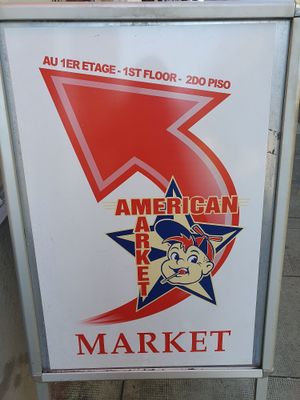 AU 1ER ETAGE - 1ST FLOOR - 2DO PISO
AMERICAN
MARKET
MARKET